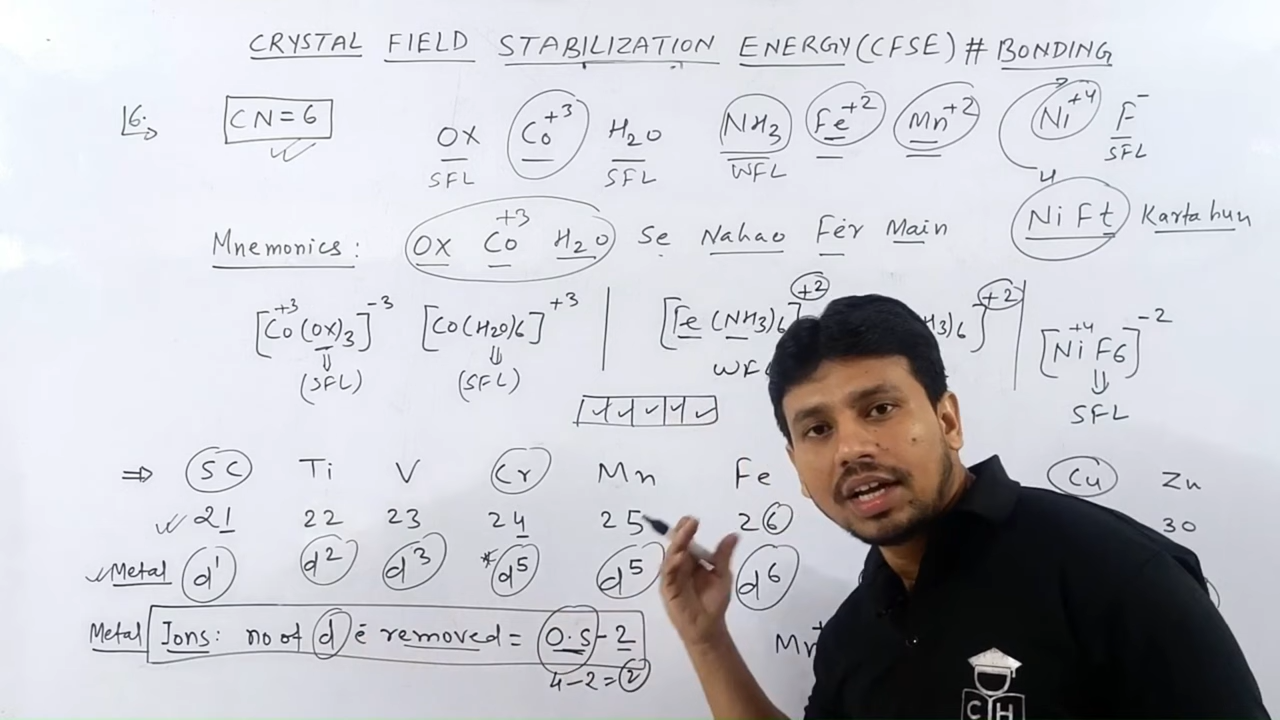 CRYSTAL FIELD STABILIZATION ENERGY (CFSE) # BONDING
16. CN = 6 OX Co+3 H2O NH3 Fe+2 Mn+2 Ni+4 F-
SFL SFL WFL SFL
Mnemonics : OX Co+3 H2O Se Nahao Fer Main NiFt Kartahun
[Co+3(OX)3]-3 [Co(H2O)6]+3 [Fe(NH3)6]+2 H3)6]+2 [Ni+4F6]-2
(SFL) (SFL) WF SFL
⇒ SC Ti V Cr Mn Fe Cu Zn
21 22 23 24 25 26 30
Metal d1 d2 d3 *d5 d5 d6
Metal Ions: no of d ē removed = O.S - 2 Mn+
4-2=2
C H